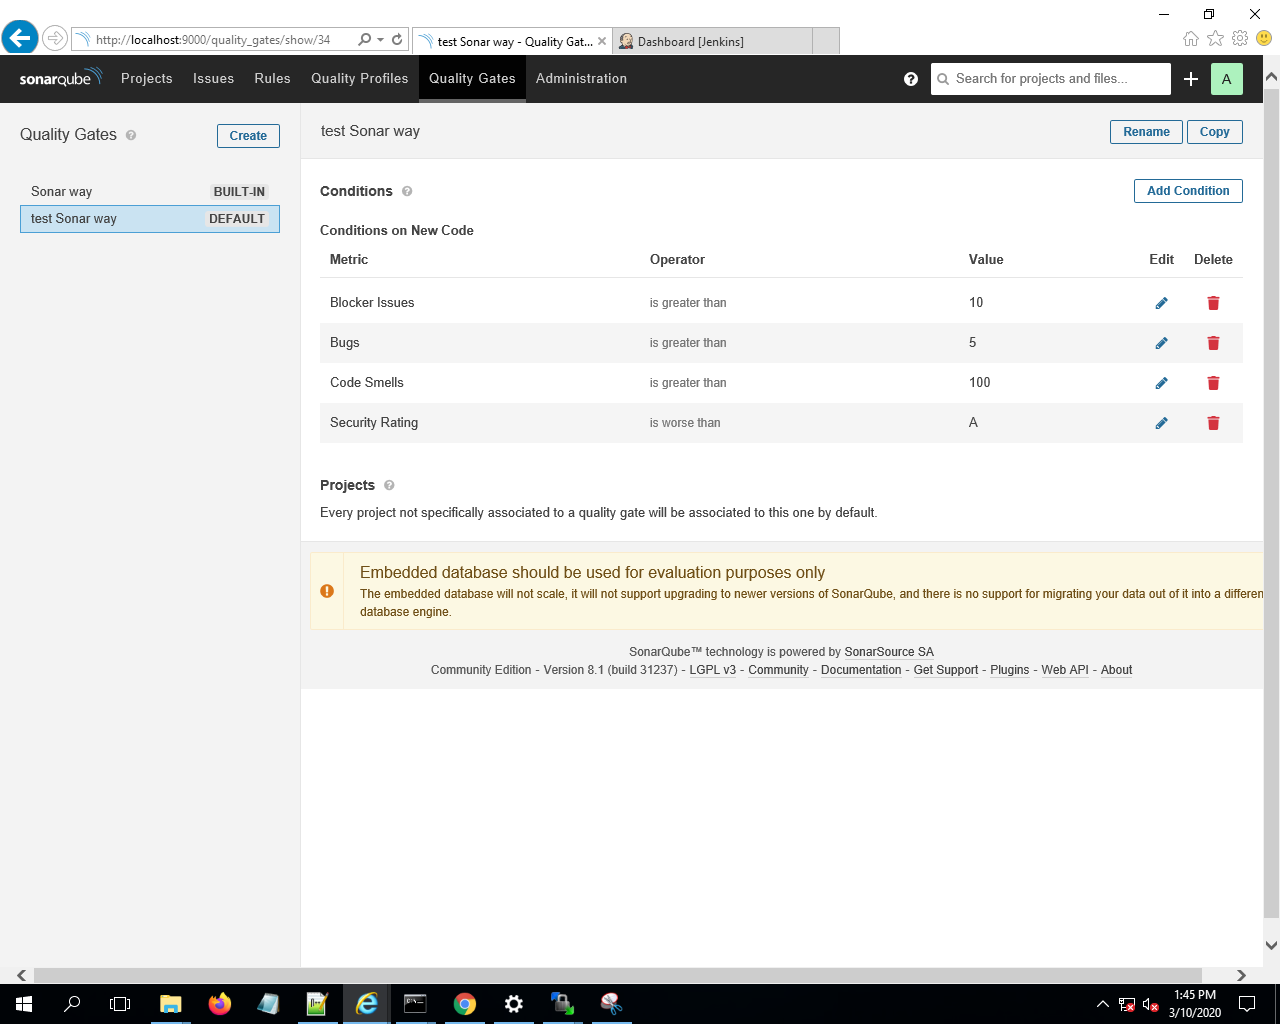 http://localhost:9000/quality_gates/show/34
test Sonar way - Quality Gat...
Dashboard [Jenkins]
sonarqube Projects Issues Rules Quality Profiles Quality Gates Administration
Search for projects and files...
A
Quality Gates
Create
Sonar way BUILT-IN
test Sonar way DEFAULT
test Sonar way
Rename Copy
Conditions
Add Condition
Conditions on New Code
Metric Operator Value Edit Delete
Blocker Issues is greater than 10
Bugs is greater than 5
Code Smells is greater than 100
Security Rating is worse than A
Projects
Every project not specifically associated to a quality gate will be associated to this one by default.
Embedded database should be used for evaluation purposes only
The embedded database will not scale, it will not support upgrading to newer versions of SonarQube, and there is no support for migrating your data out of it into a differen
database engine.
SonarQube™ technology is powered by SonarSource SA
Community Edition - Version 8.1 (build 31237) - LGPL v3 - Community - Documentation - Get Support - Plugins - Web API - About
1:45 PM
3/10/2020